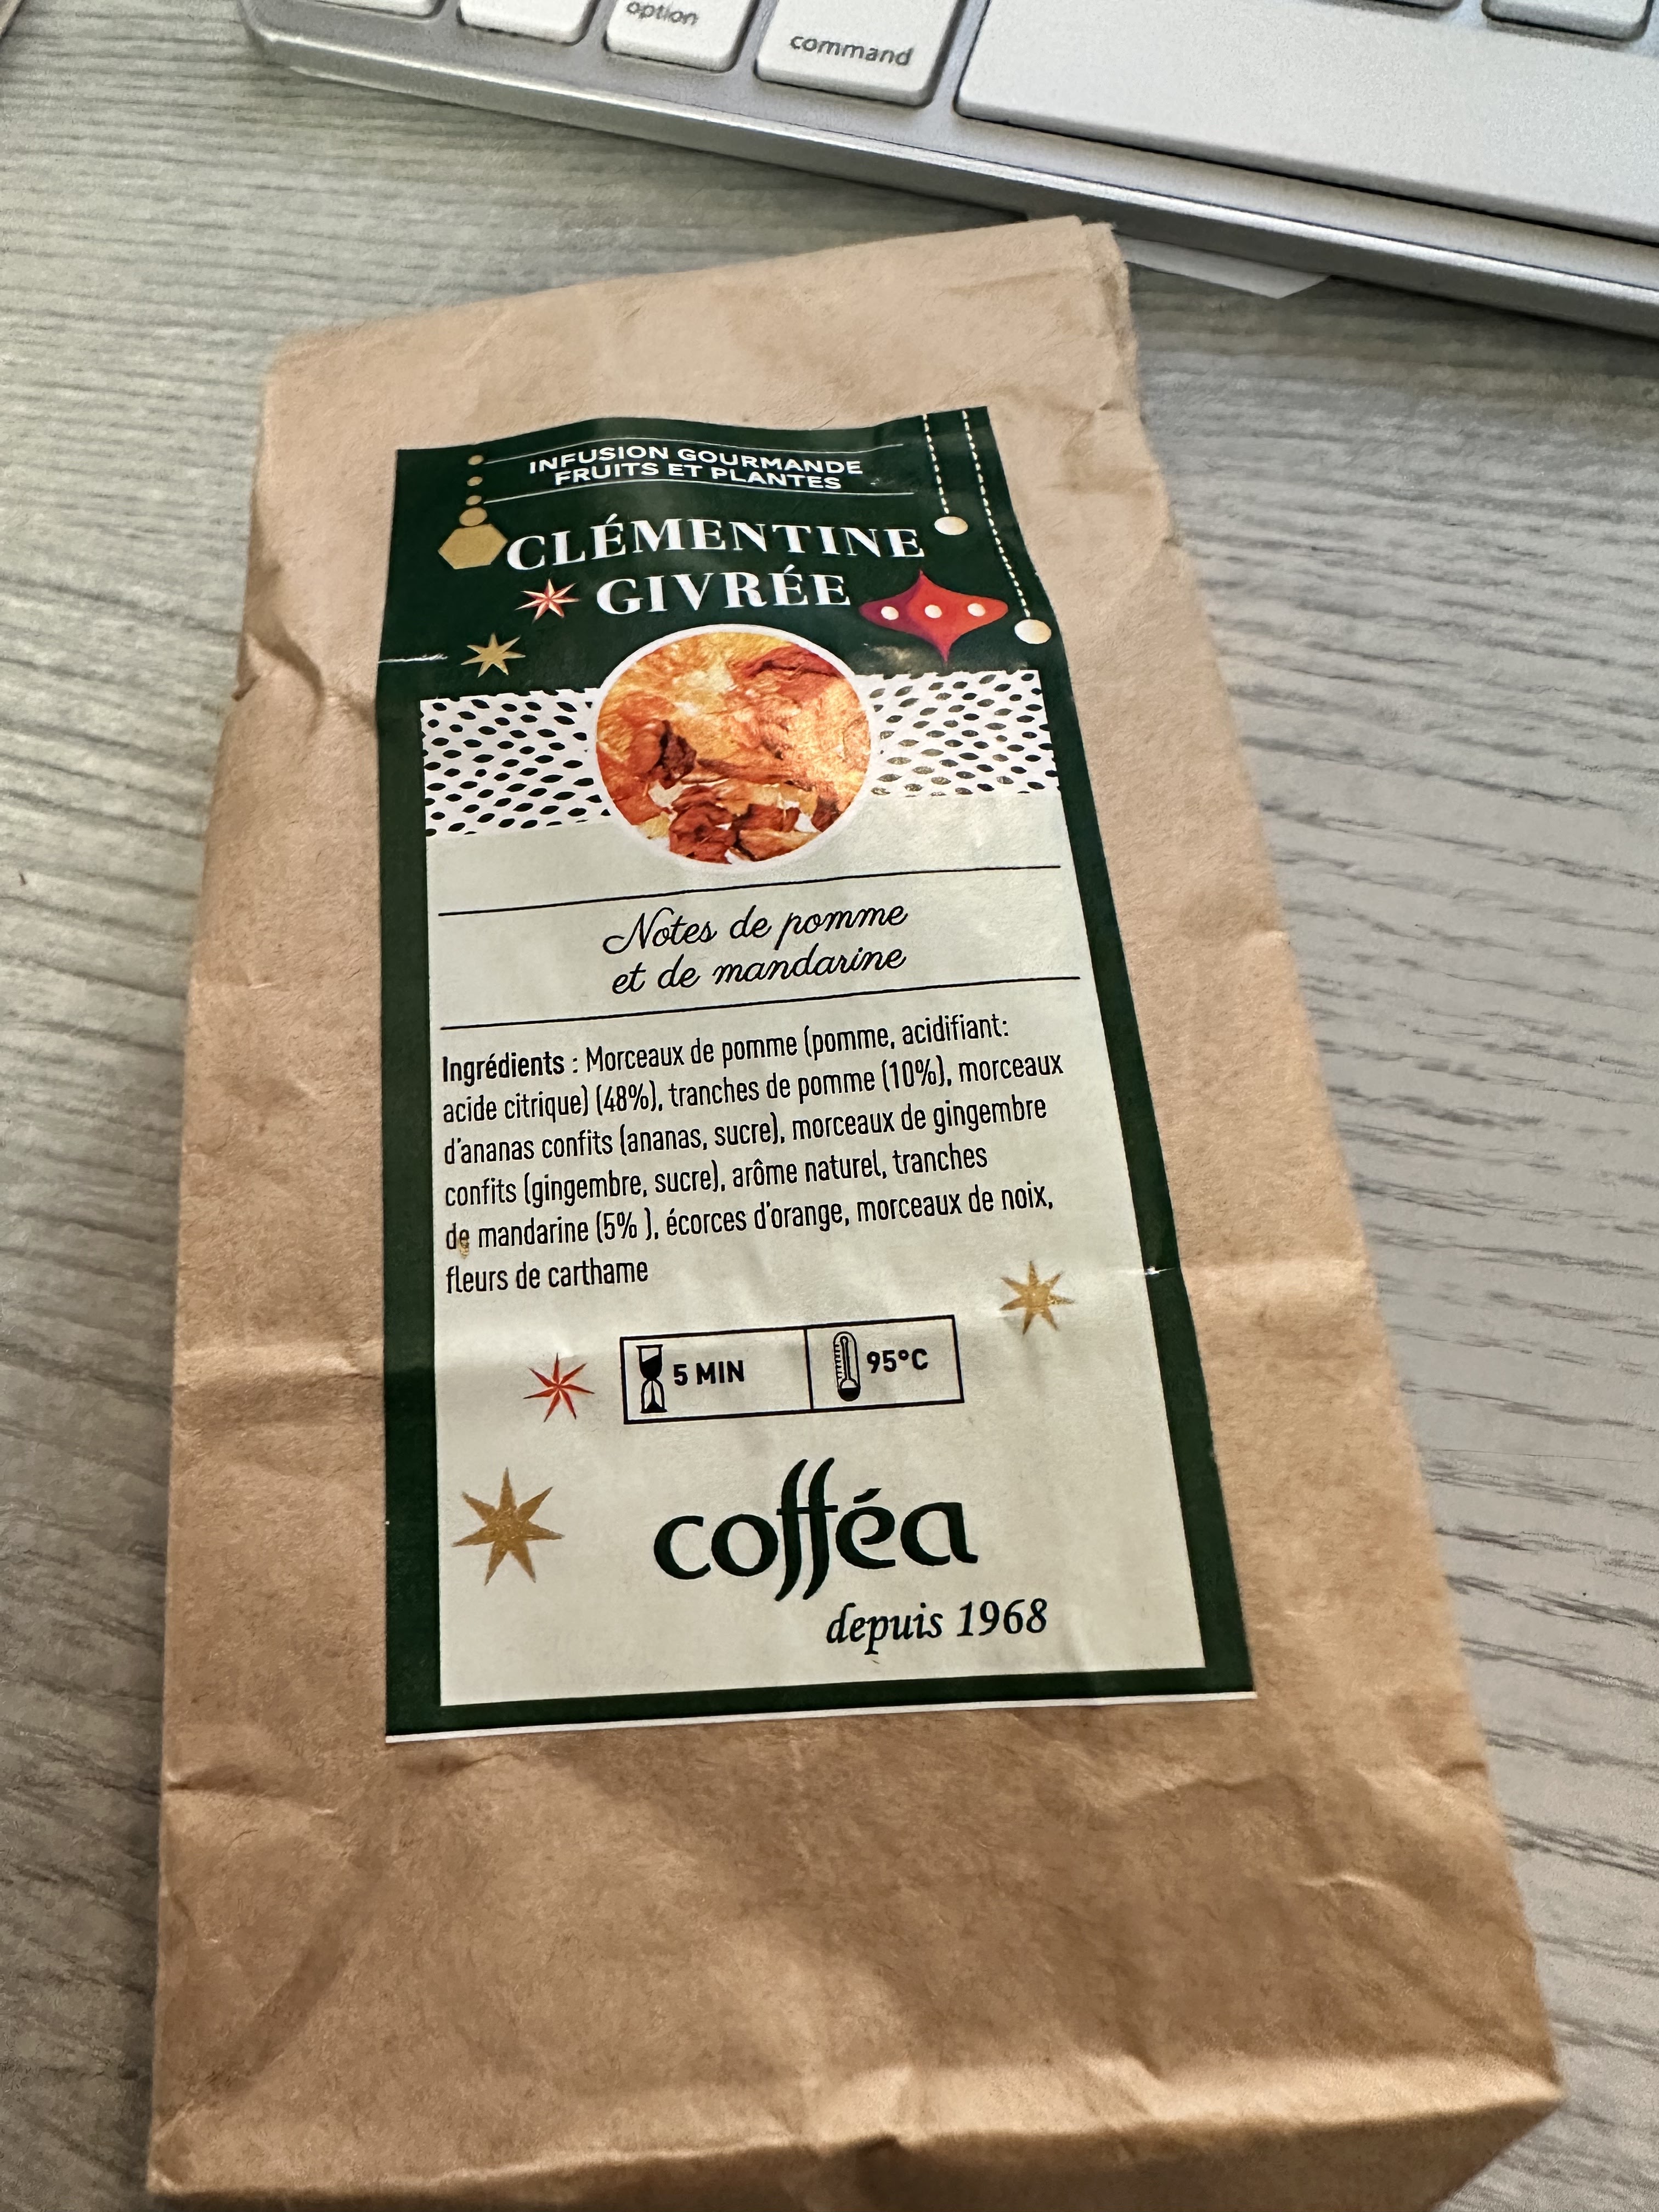 option
command
INFUSION GOURMANDE
FRUITS ET PLANTES
CLÉMENTINE
GIVRÉE
Notes de pomme
et de mandarine
Ingrédients : Morceaux de pomme (pomme, acidifiant:
acide citrique) (48%), tranches de pomme (10%), morceaux
d'ananas confits (ananas, sucre), morceaux de gingembre
confits (gingembre, sucre), arôme naturel, tranches
de mandarine (5% ), écorces d'orange, morceaux de noix,
fleurs de carthame
5 MIN
95°C
cofféa
depuis 1968